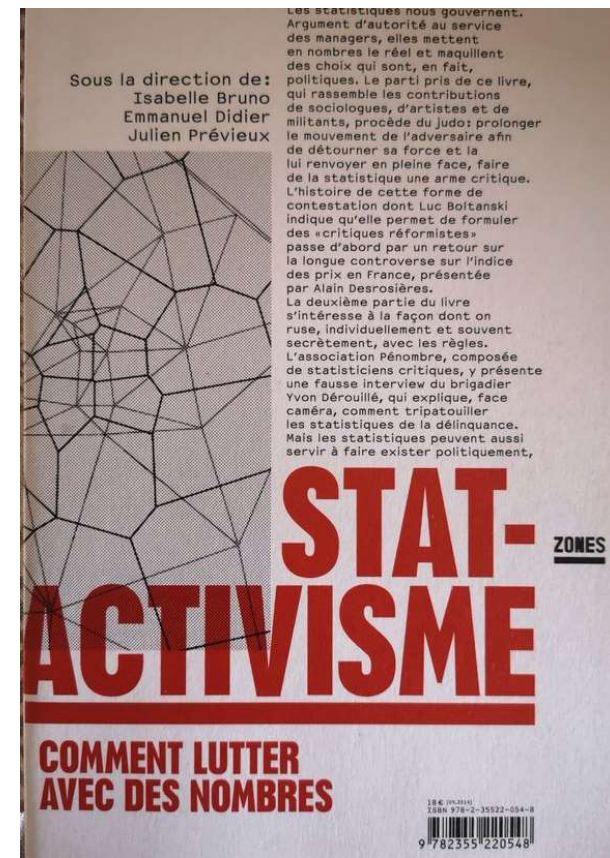 Les statistiques nous gouvernent.
Argument d'autorité au service
des managers, elles mettent
en nombres le réel et maquillent
des choix qui sont, en fait,
politiques. Le parti pris de ce livre,
qui rassemble les contributions
de sociologues, d'artistes et de
militants, procède du judo: prolonger
le mouvement de l'adversaire afin
de détourner sa force et la
lui renvoyer en pleine face, faire
de la statistique une arme critique.
L'histoire de cette forme de
contestation dont Luc Boltanski
indique qu'elle permet de formuler
des «critiques réformistes»
passe d'abord par un retour sur
la longue controverse sur l'indice
des prix en France, présentée
par Alain Desrosières.
La deuxième partie du livre
s'intéresse à la façon dont on
ruse, individuellement et souvent
secrètement, avec les règles.
L'association Pénombre, composée
de statisticiens critiques, y présente
une fausse interview du brigadier
Yvon Dérouillé, qui explique, face
caméra, comment tripatouiller
les statistiques de la délinquance.
Mais les statistiques peuvent aussi
servir à faire exister politiquement,
Sous la direction de:
Isabelle Bruno
Emmanuel Didier
Julien Prévieux
STAT-
ACTIVISME
ZONES
COMMENT LUTTER
AVEC DES NOMBRES
18 € [05.2014]
ISBN 978-2-35522-054-8
9 782355 220548